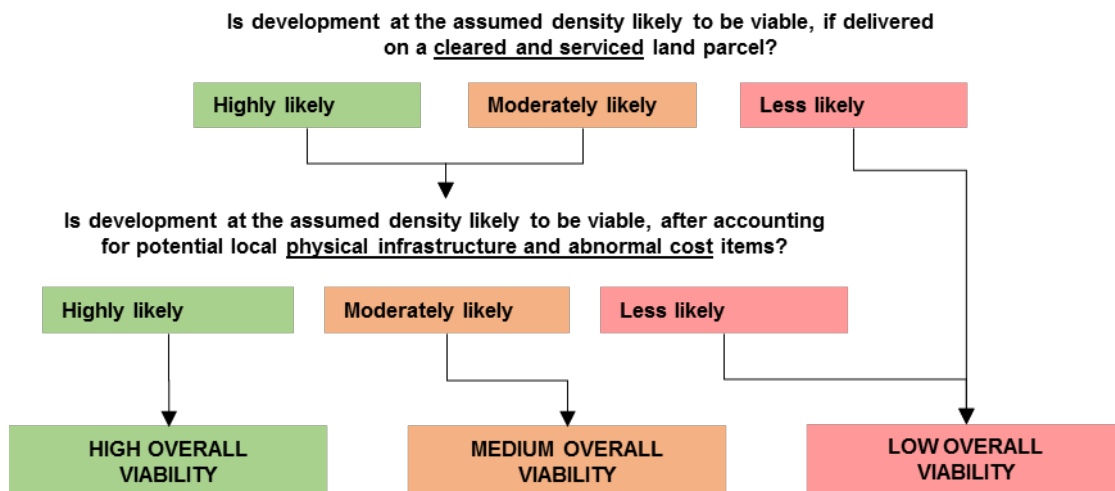 Is development at the assumed density likely to be viable, if delivered
on a cleared and serviced land parcel?
Highly likely
Moderately likely
Less likely
Is development at the assumed density likely to be viable, after accounting
for potential local physical infrastructure and abnormal cost items?
Highly likely
Moderately likely
Less likely
HIGH OVERALL
VIABILITY
MEDIUM OVERALL
VIABILITY
LOW OVERALL
VIABILITY